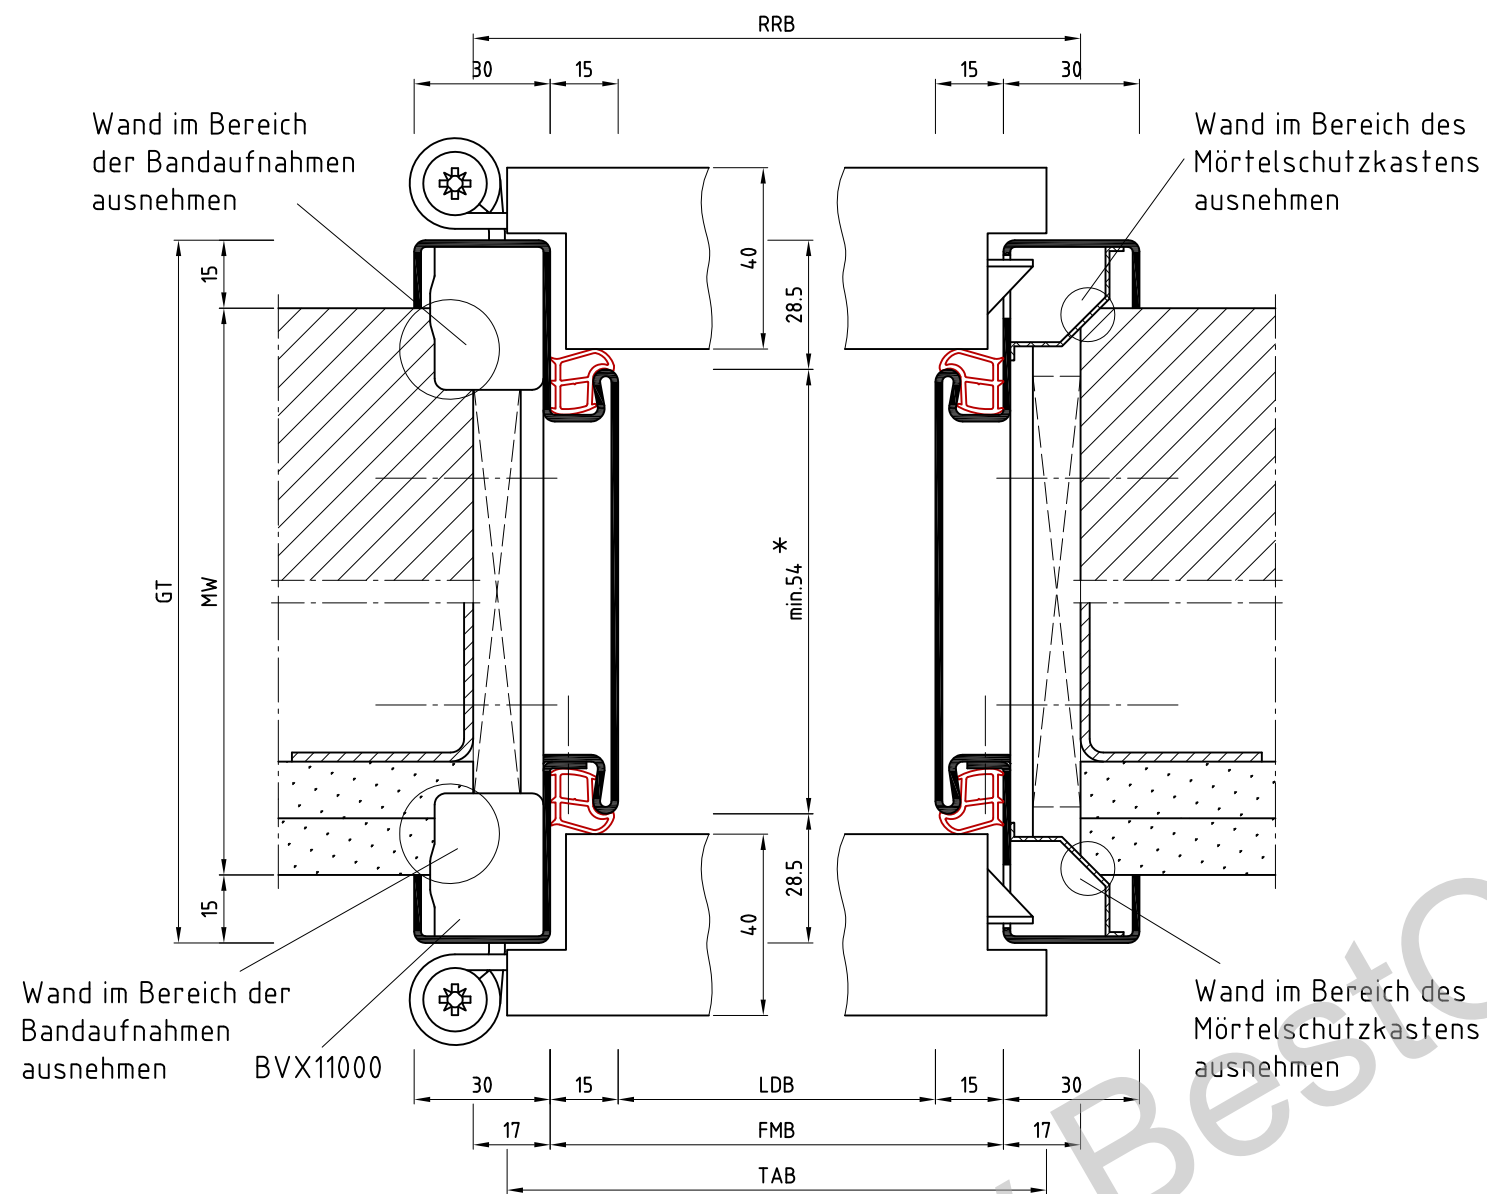 RRB
30
15
15
30
Wand im Bereich
der Bandaufnahmen
ausnehmen
Wand im Bereich des
Mörtelschutzkastens
ausnehmen
15
40
28.5
GT
MW
min.54 *
15
28.5
40
Wand im Bereich der
Bandaufnahmen
ausnehmen
BVX11000
Wand im Bereich des
Mörtelschutzkastens
ausnehmen
30
15
LDB
15
30
17
FMB
17
TAB